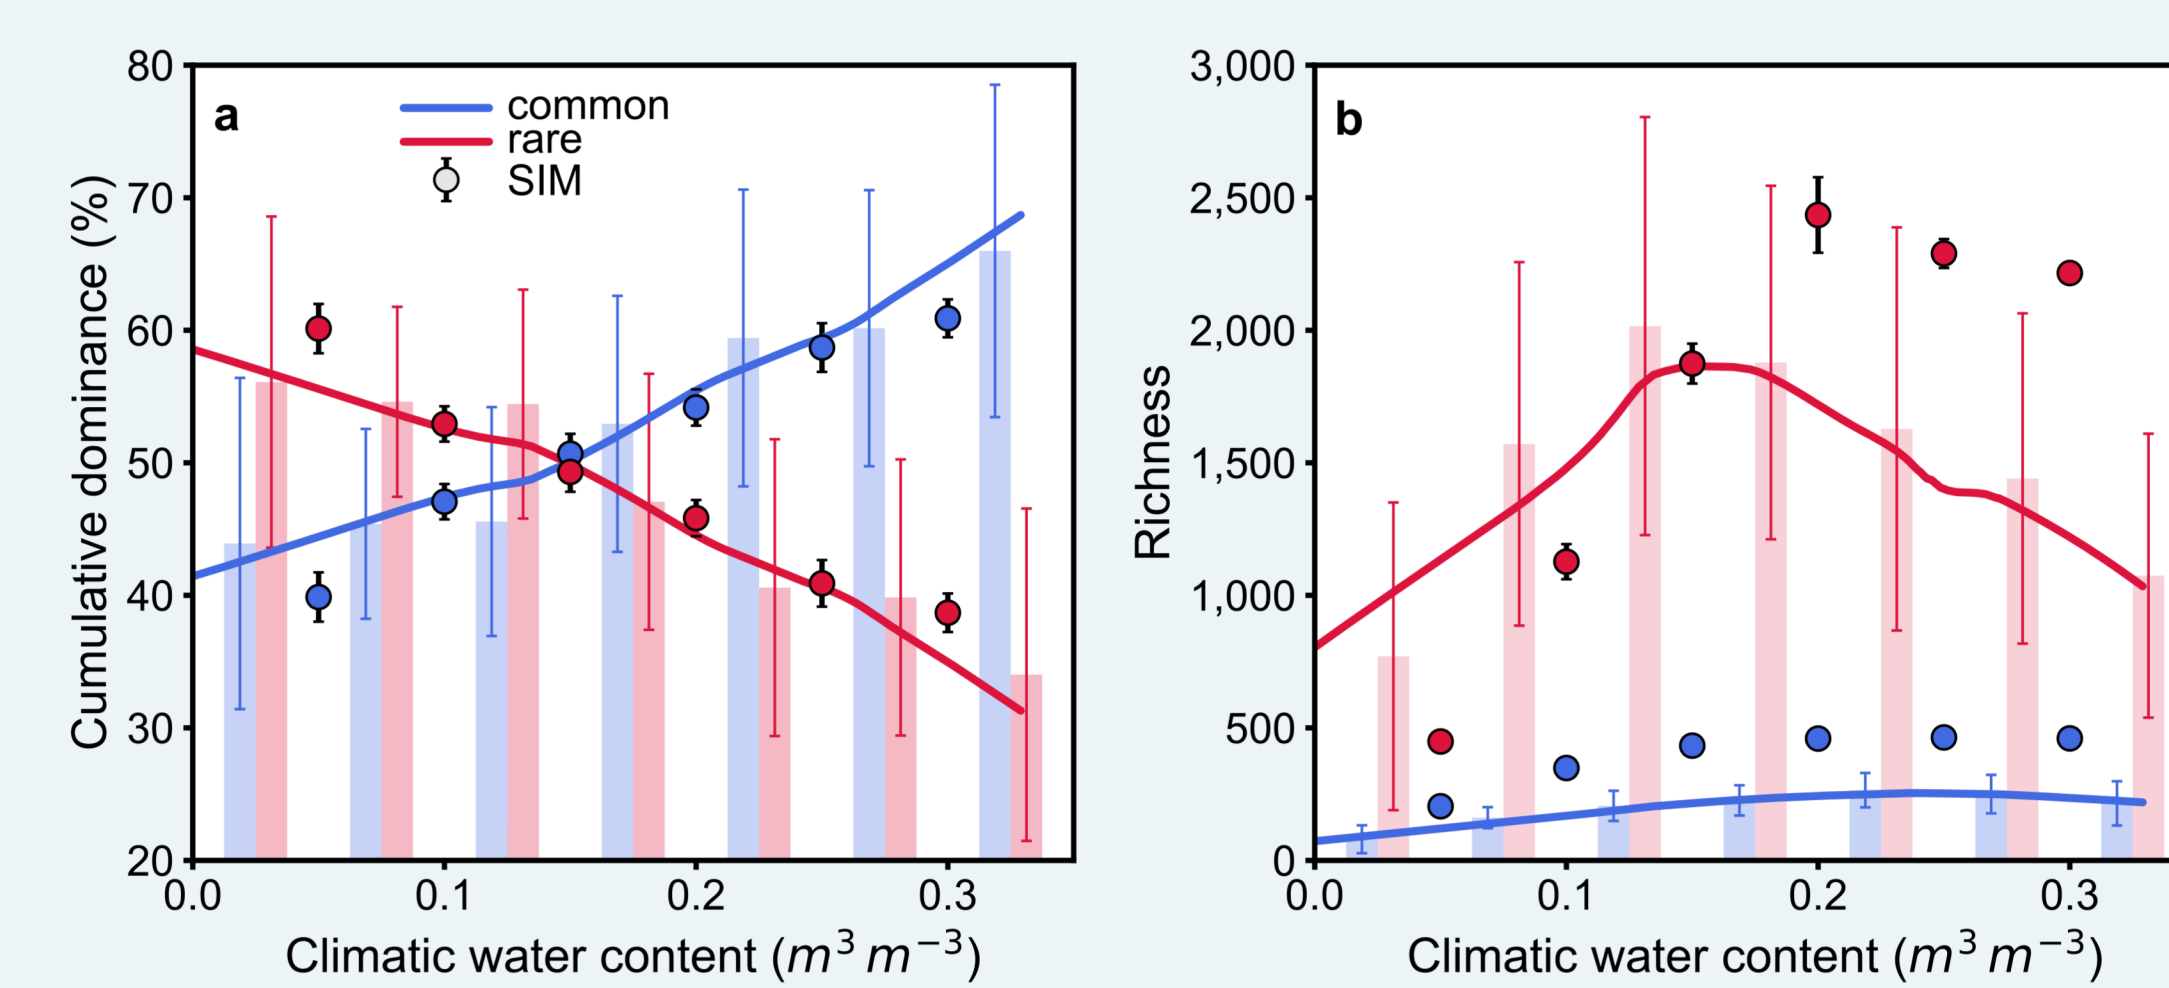 a
common
rare
SIM
80
70
60
50
40
30
20
Cumulative dominance (%)
0.0 0.1 0.2 0.3
Climatic water content (m³ m⁻³)
b
3,000
2,500
2,000
1,500
1,000
500
0
Richness
0.0 0.1 0.2 0.3
Climatic water content (m³ m⁻³)